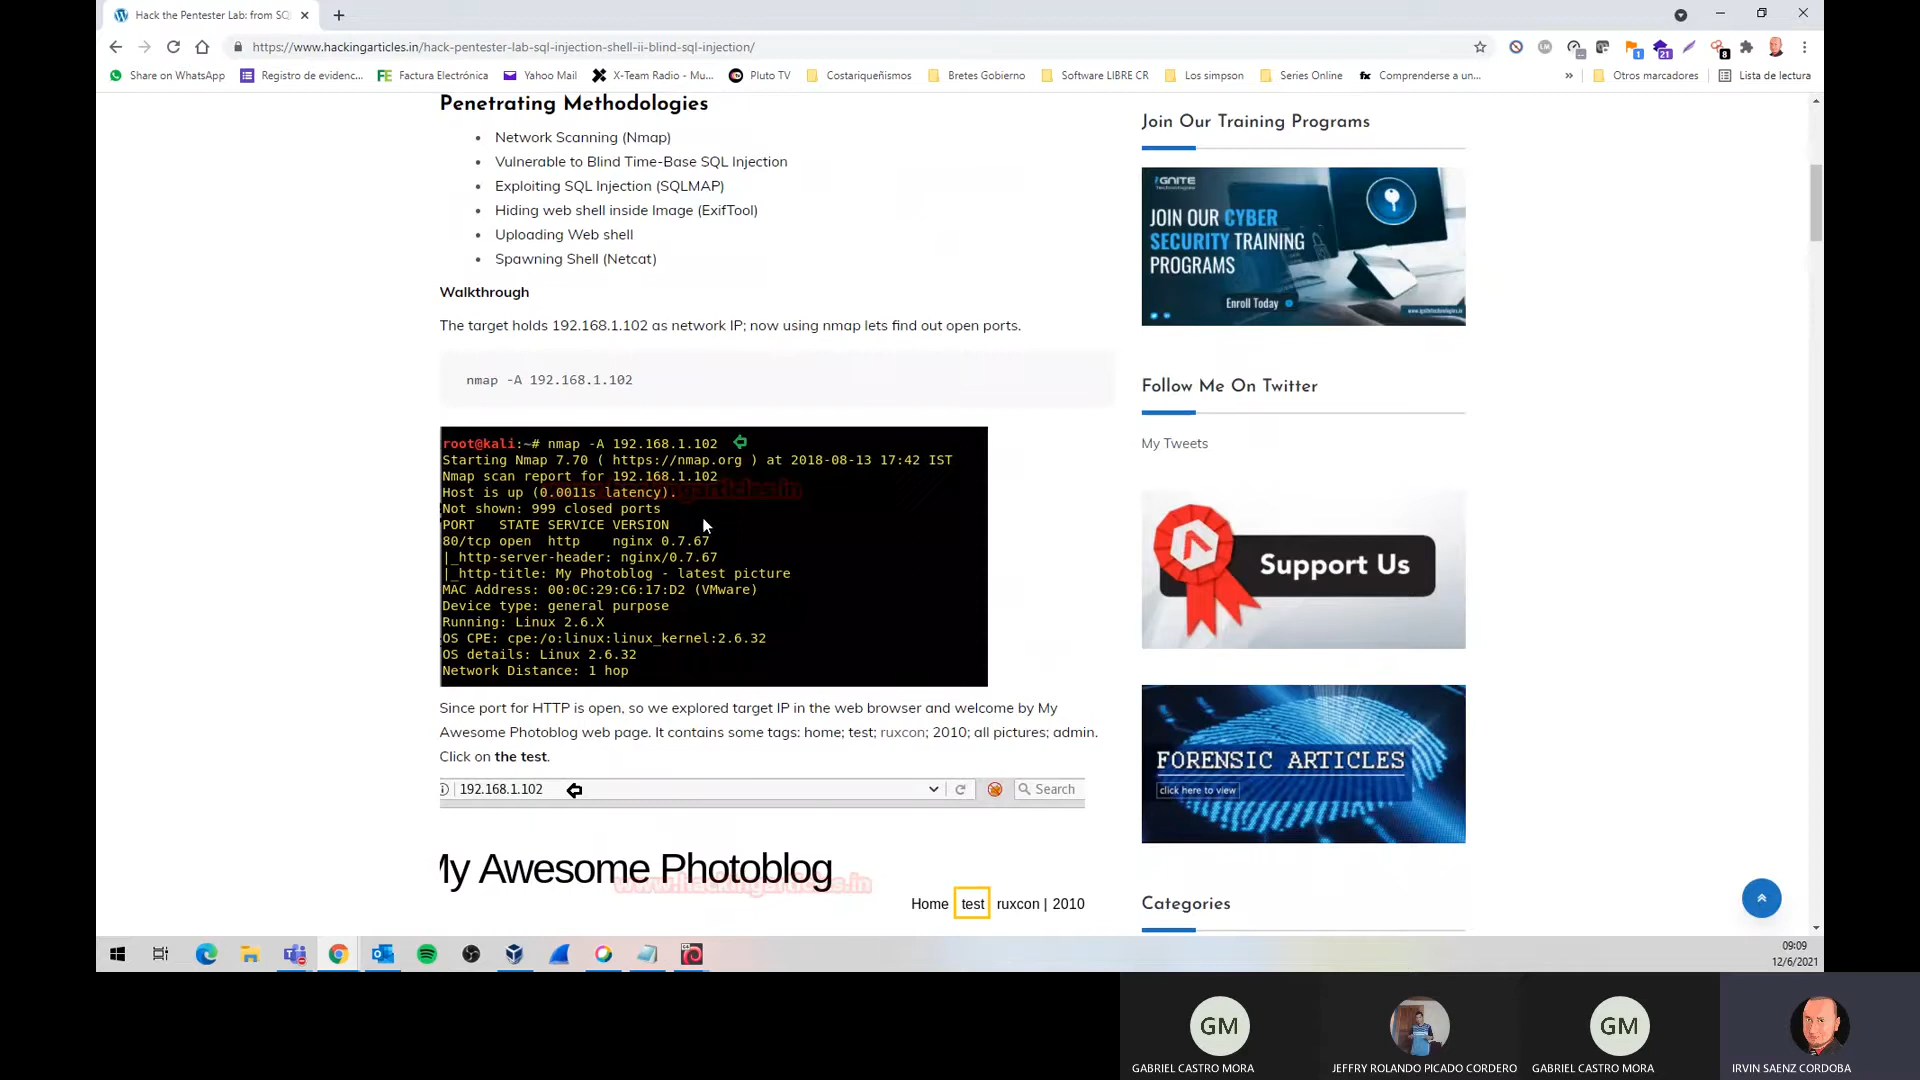 Hack the Pentester Lab: from SQ
https://www.hackingarticles.in/hack-pentester-lab-sql-injection-shell-ii-blind-sql-injection/
1
21
8
Share on WhatsApp
Registro de evidenc...
FE Factura Electrónica
Yahoo Mail
X-Team Radio - Mu...
Pluto TV
Costariqueñismos
Bretes Gobierno
Software LIBRE CR
Los simpson
Series Online
fx Comprenderse a un...
»
Otros marcadores
Lista de lectura
Penetrating Methodologies
• Network Scanning (Nmap)
• Vulnerable to Blind Time-Base SQL Injection
• Exploiting SQL Injection (SQLMAP)
• Hiding web shell inside Image (ExifTool)
• Uploading Web shell
• Spawning Shell (Netcat)
Walkthrough
The target holds 192.168.1.102 as network IP; now using nmap lets find out open ports.
nmap -A 192.168.1.102
root@kali:~# nmap -A 192.168.1.102
Starting Nmap 7.70 ( https://nmap.org ) at 2018-08-13 17:42 IST
Nmap scan report for 192.168.1.102
Host is up (0.0011s latency).
Not shown: 999 closed ports
PORT   STATE SERVICE VERSION
80/tcp open  http    nginx 0.7.67
|_http-server-header: nginx/0.7.67
|_http-title: My Photoblog - latest picture
MAC Address: 00:0C:29:C6:17:D2 (VMware)
Device type: general purpose
Running: Linux 2.6.X
OS CPE: cpe:/o:linux:linux_kernel:2.6.32
OS details: Linux 2.6.32
Network Distance: 1 hop
Since port for HTTP is open, so we explored target IP in the web browser and welcome by My
Awesome Photoblog web page. It contains some tags: home; test; ruxcon; 2010; all pictures; admin.
Click on the test.
192.168.1.102
Search
My Awesome Photoblog
www.hackingarticles.in
Home test ruxcon | 2010
Join Our Training Programs
IGNITE
Technologies
JOIN OUR CYBER
SECURITY TRAINING
PROGRAMS
Enroll Today
www.ignitetechnologies.in
Follow Me On Twitter
My Tweets
Support Us
FORENSIC ARTICLES
click here to view
Categories
09:09
12/6/2021
GM
GM
GABRIEL CASTRO MORA
JEFFRY ROLANDO PICADO CORDERO
GABRIEL CASTRO MORA
IRVIN SAENZ CORDOBA